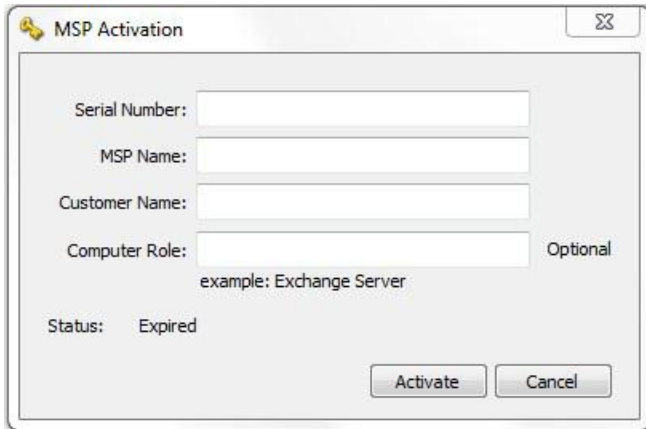 MSP Activation
Serial Number:
MSP Name:
Customer Name:
Computer Role: Optional
example: Exchange Server
Status: Expired
Activate Cancel